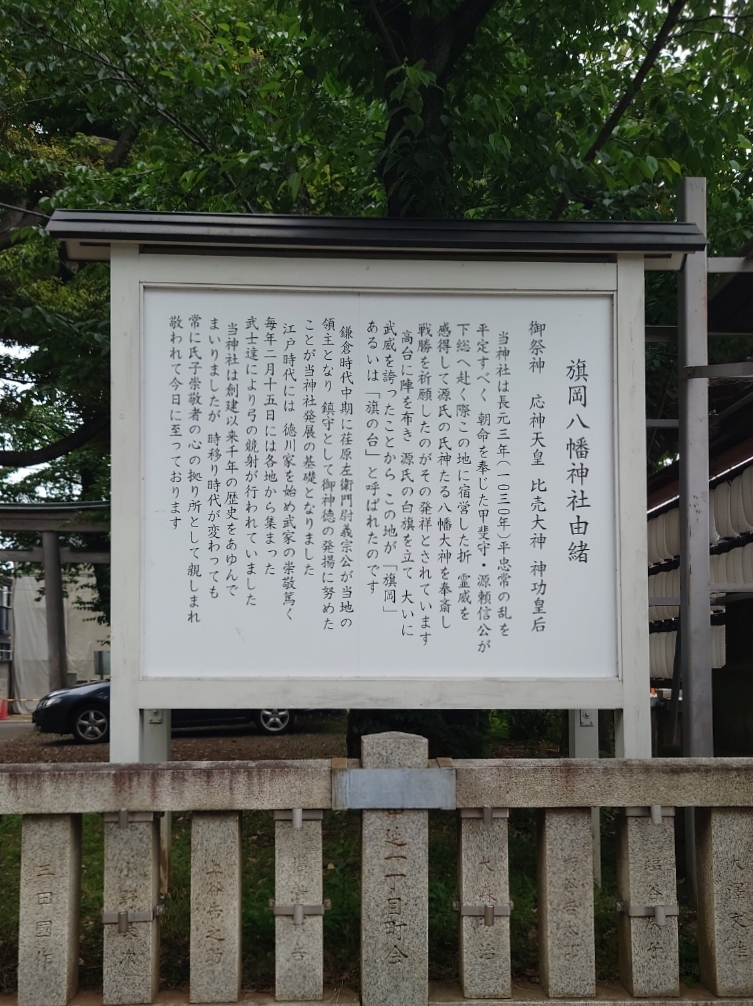 旗岡八幡神社由緒
御祭神　応神天皇　比売大神　神功皇后
当神社は長元三年(一〇三〇年)平忠常の乱を
平定すべく　朝命を奉じた甲斐守・源頼信公が
下総へ赴く際この地に宿営した折　霊威を
感得して源氏の氏神たる八幡大神を奉斎し
戦勝を祈願したのがその発祥とされています
高台に陣を布き　源氏の白旗を立て　大いに
武威を誇ったことから　この地が「旗岡」
あるいは「旗の台」と呼ばれたのです
鎌倉時代中期に荏原左衛門尉義宗公が当地の
領主となり　鎮守として御神徳の発揚に努めた
ことが当神社発展の基礎となりました
江戸時代には　徳川家を始め武家の崇敬篤く
毎年二月十五日には各地から集まった
武士達により弓の競射が行われていました
当神社は創建以来千年の歴史をあゆんで
まいりましたが　時移り時代が変わっても
常に氏子崇敬者の心の拠り所として親しまれ
敬われて今日に至っております
丁目町会
三田国作